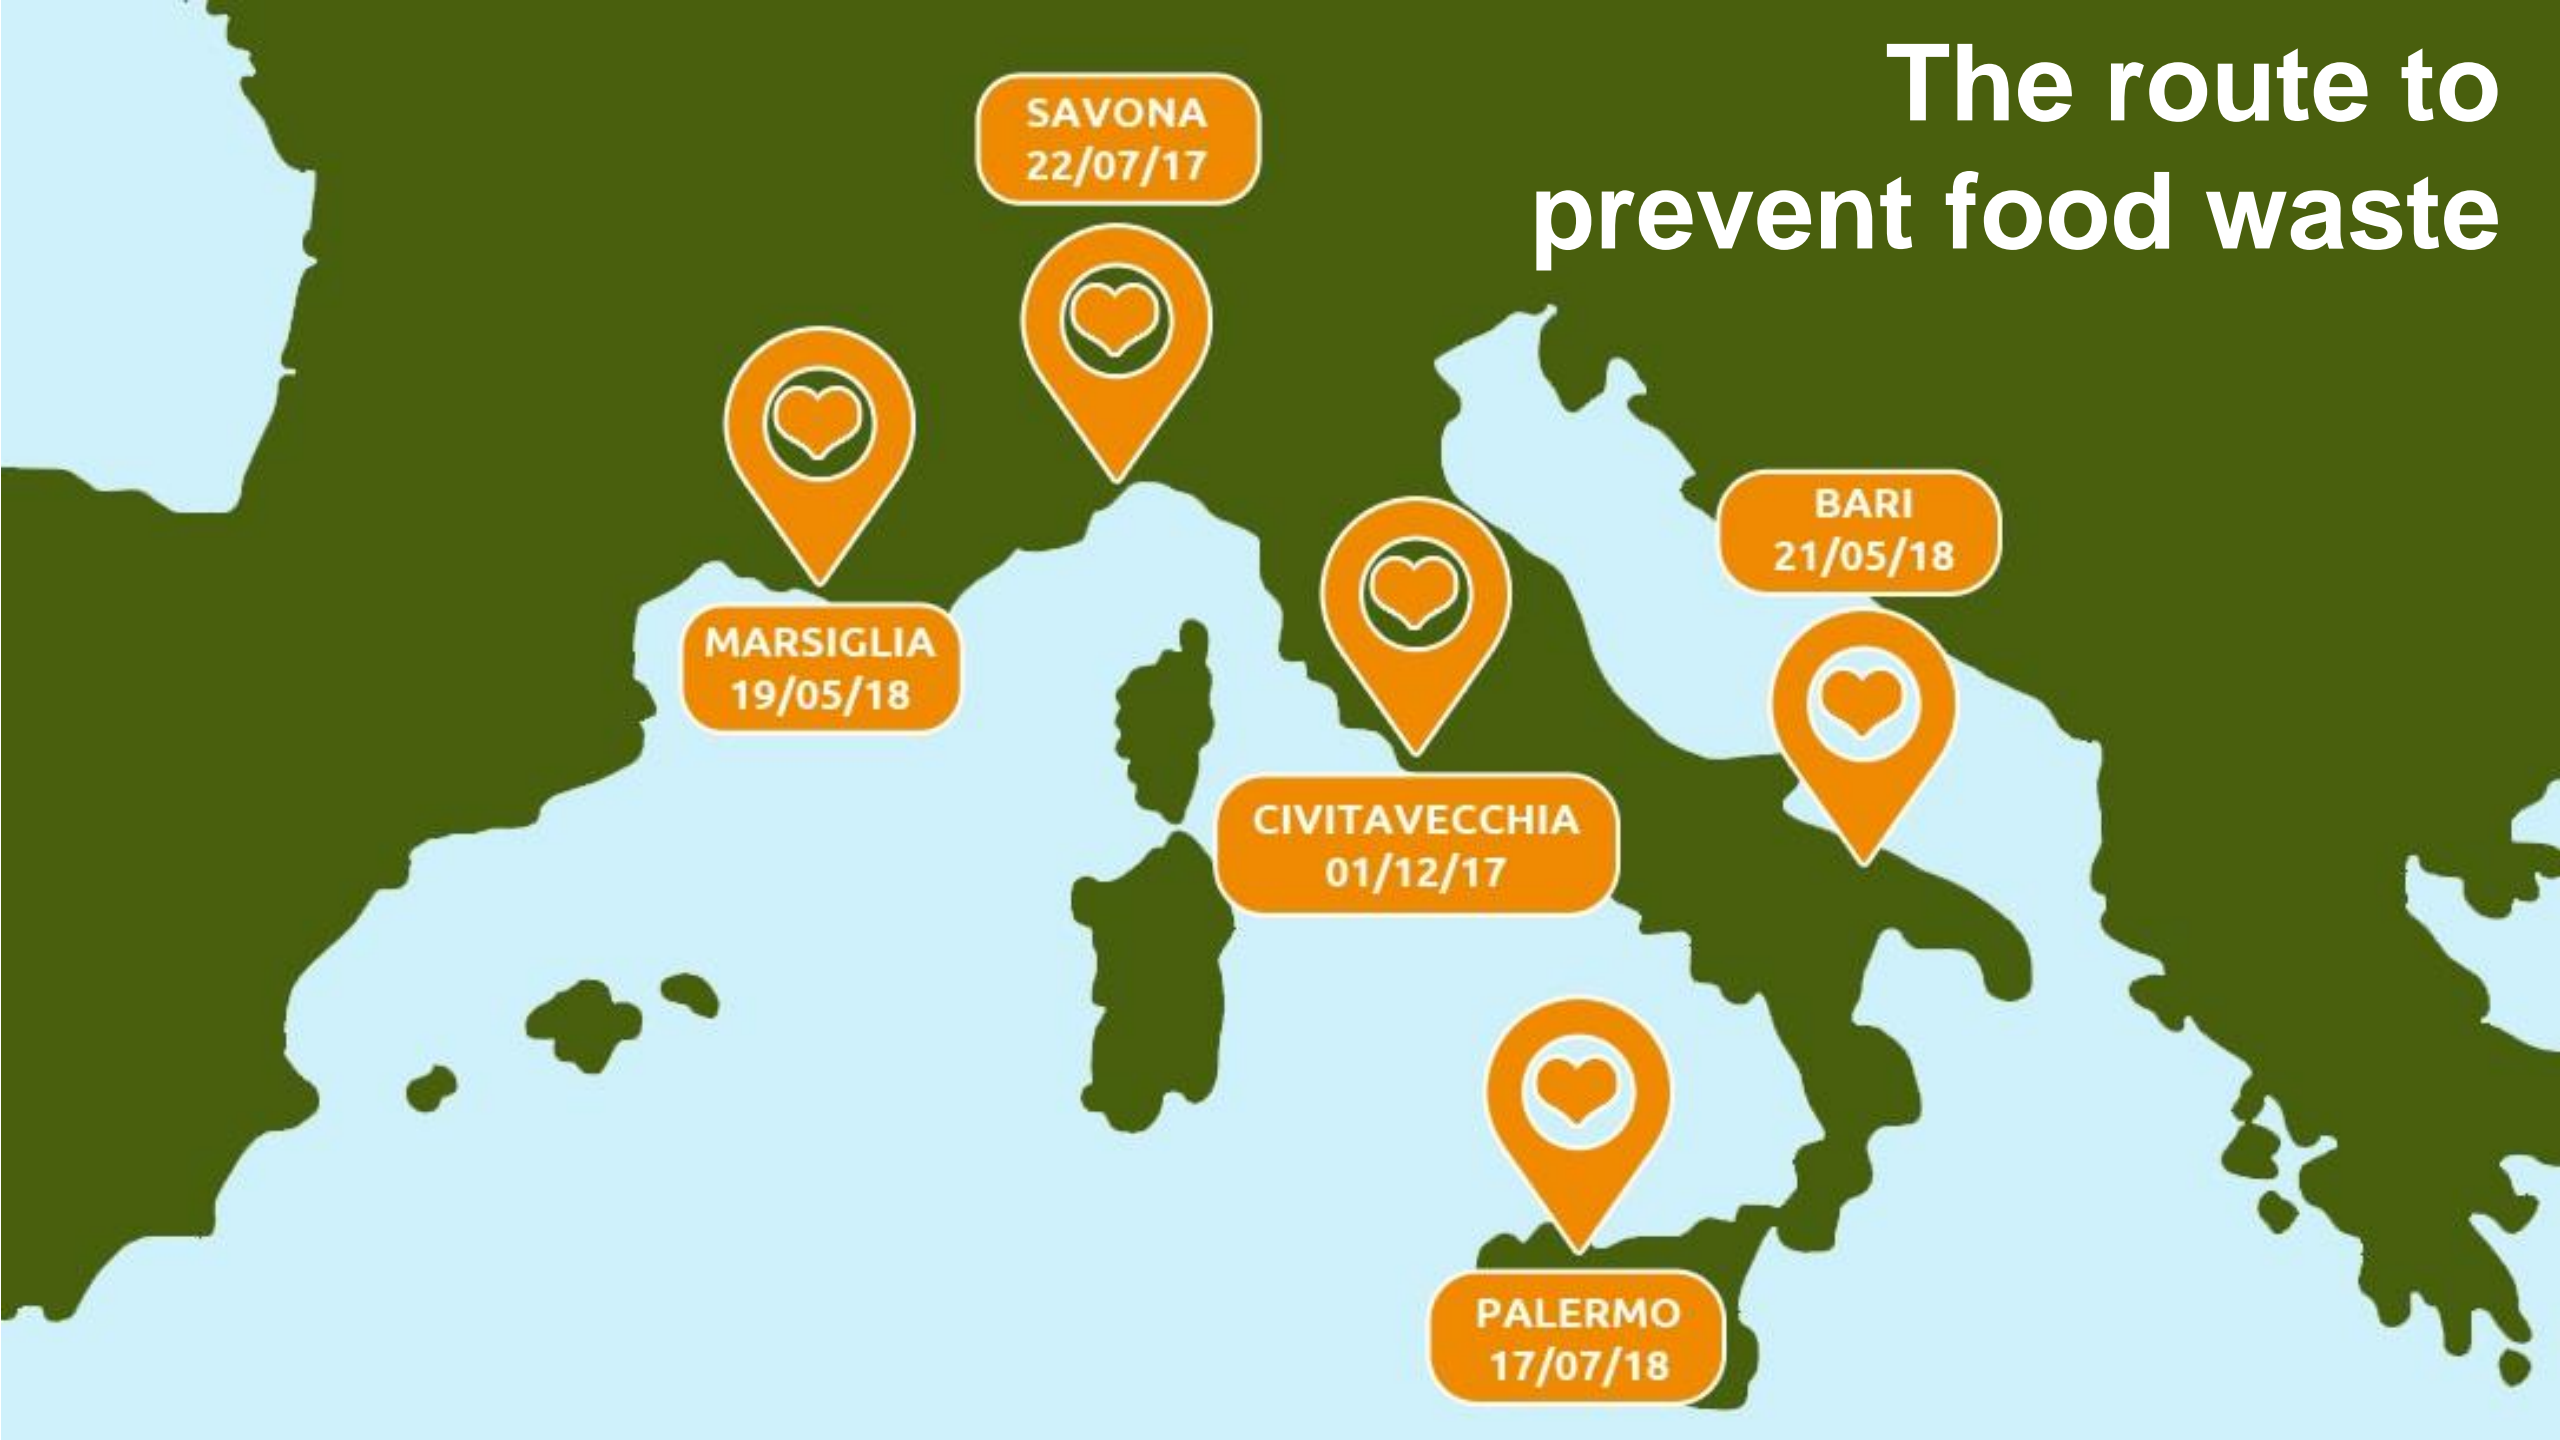 The route to
prevent food waste
SAVONA
22/07/17
MARSIGLIA
19/05/18
CIVITAVECCHIA
01/12/17
BARI
21/05/18
PALERMO
17/07/18